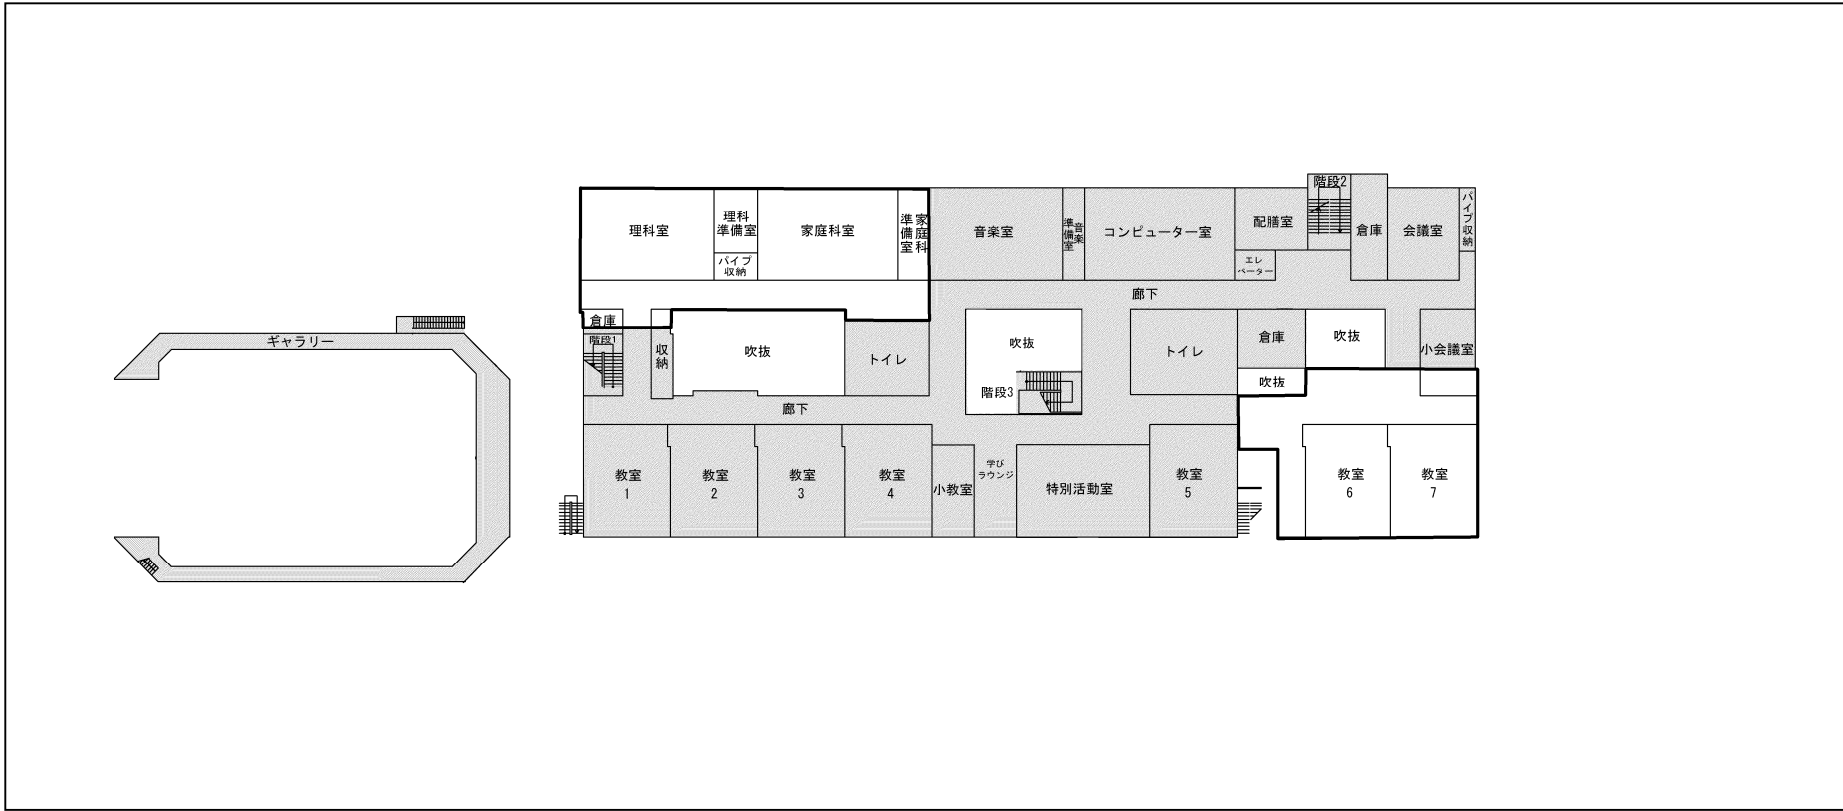 階段2
理科室
理科
準備室
パイプ
収納
家庭科室
家庭科
準備室
音楽室
音楽
準備室
コンピューター室
配膳室
エレ
ベーター
倉庫
会議室
パイプ収納
廊下
倉庫
階段1
収納
吹抜
トイレ
吹抜
階段3
トイレ
倉庫
吹抜
小会議室
吹抜
ギャラリー
廊下
教室
1
教室
2
教室
3
教室
4
小教室
学び
ラウンジ
特別活動室
教室
5
教室
6
教室
7